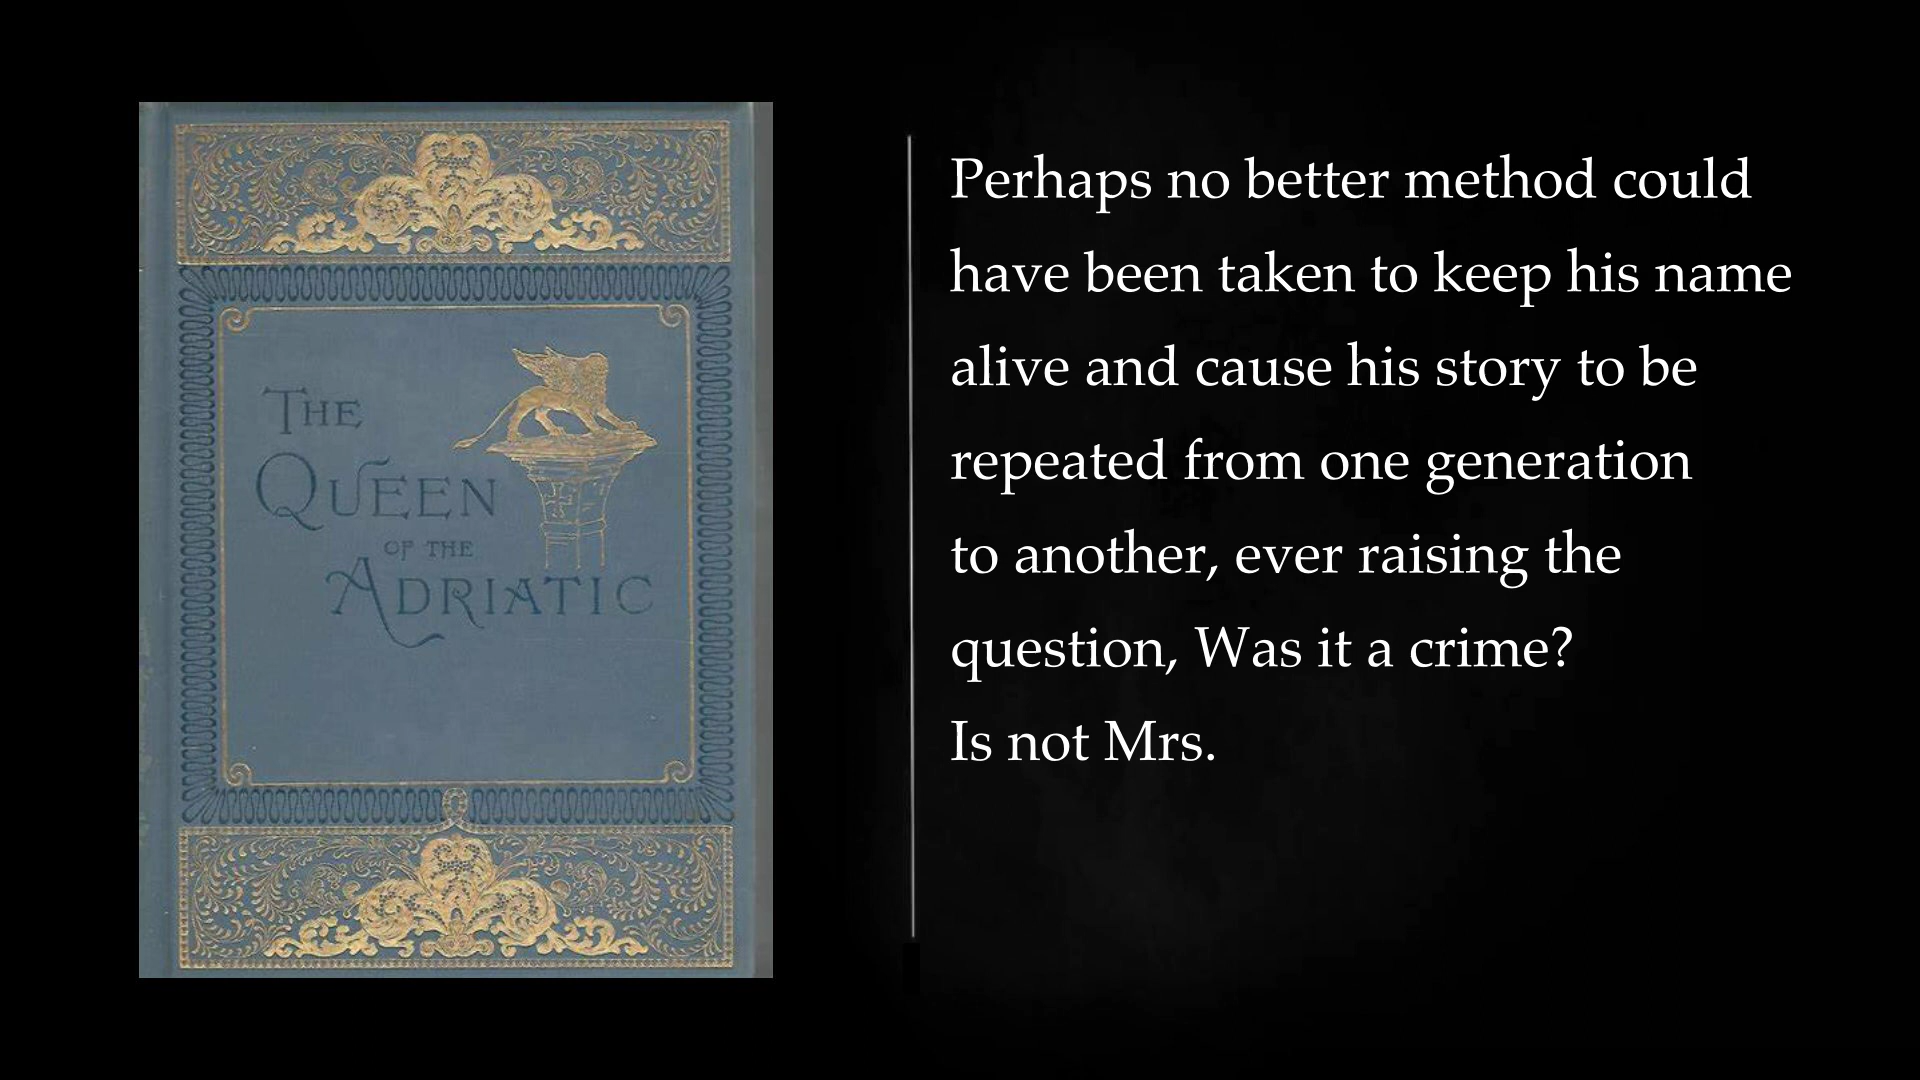 THE
QUEEN
OF THE
ADRIATIC
Perhaps no better method could
have been taken to keep his name
alive and cause his story to be
repeated from one generation
to another, ever raising the
question, Was it a crime?
Is not Mrs.